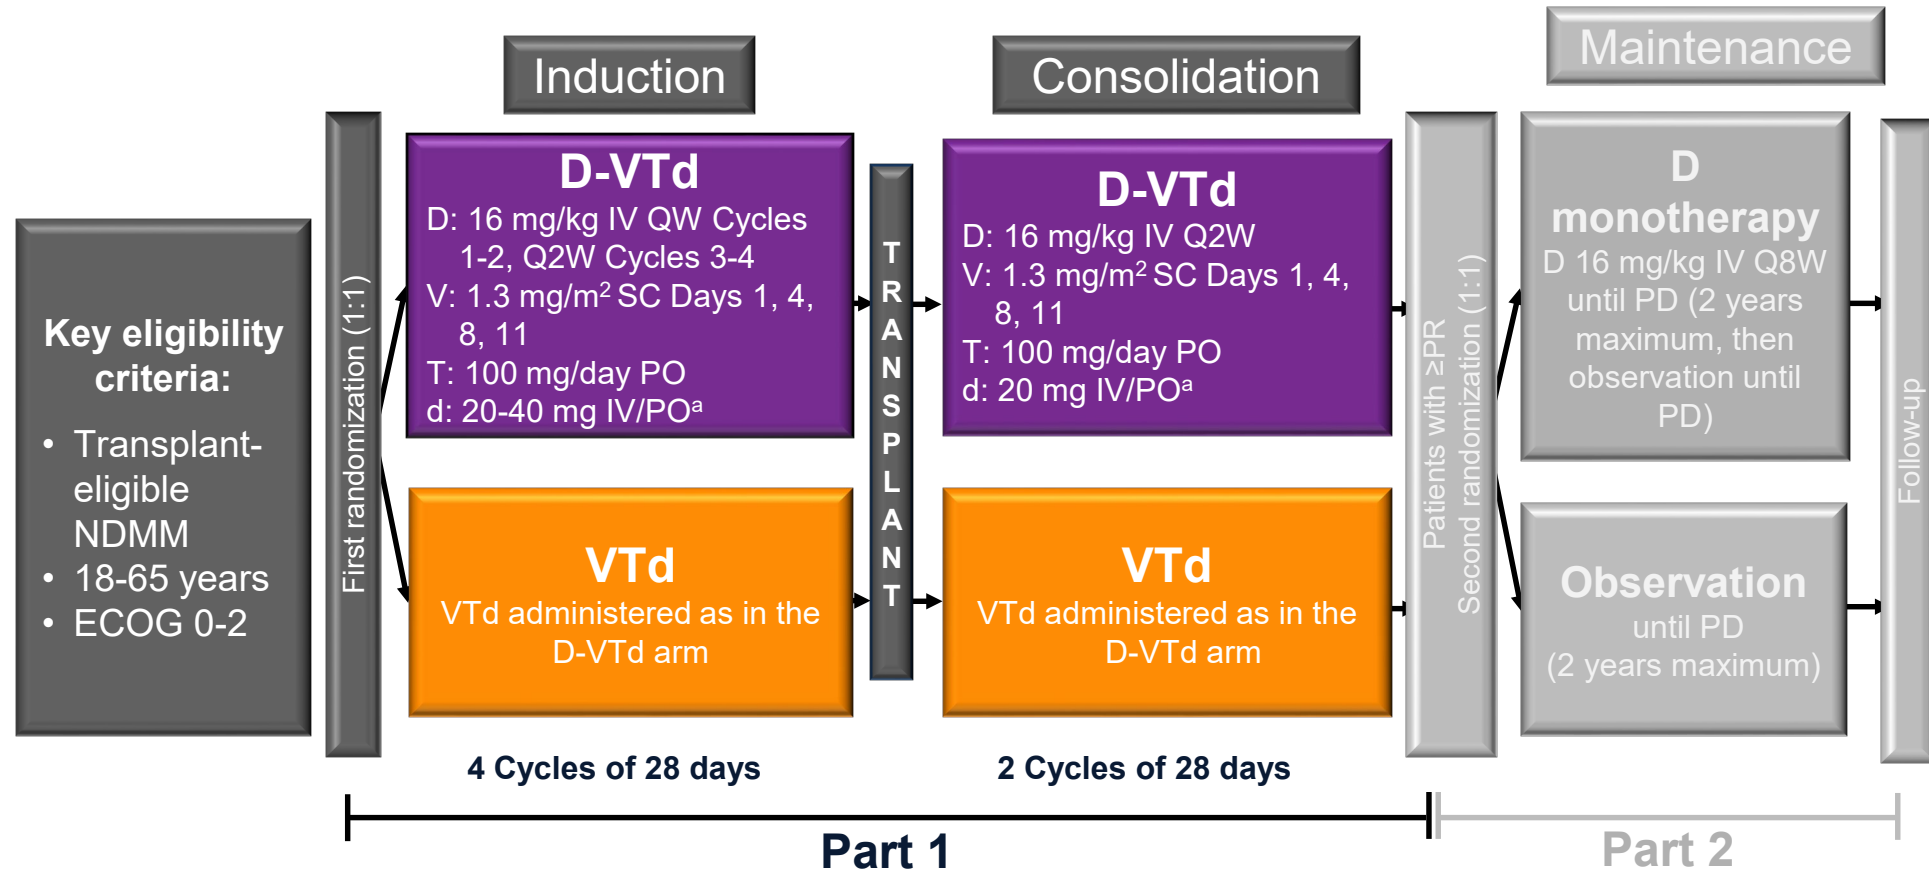 Induction
Consolidation
Maintenance
Key eligibility
criteria:
• Transplant-
eligible
NDMM
• 18-65 years
• ECOG 0-2
First randomization (1:1)
D-VTd
D: 16 mg/kg IV QW Cycles
1-2, Q2W Cycles 3-4
V: 1.3 mg/m² SC Days 1, 4,
8, 11
T: 100 mg/day PO
d: 20-40 mg IV/POᵃ
VTd
VTd administered as in the
D-VTd arm
4 Cycles of 28 days
TRANSPLANT
D-VTd
D: 16 mg/kg IV Q2W
V: 1.3 mg/m² SC Days 1, 4,
8, 11
T: 100 mg/day PO
d: 20 mg IV/POᵃ
VTd
VTd administered as in the
D-VTd arm
2 Cycles of 28 days
Patients with ≥PR
Second randomization (1:1)
D
monotherapy
D 16 mg/kg IV Q8W
until PD (2 years
maximum, then
observation until
PD)
Observation
until PD
(2 years maximum)
Follow-up
Part 1
Part 2